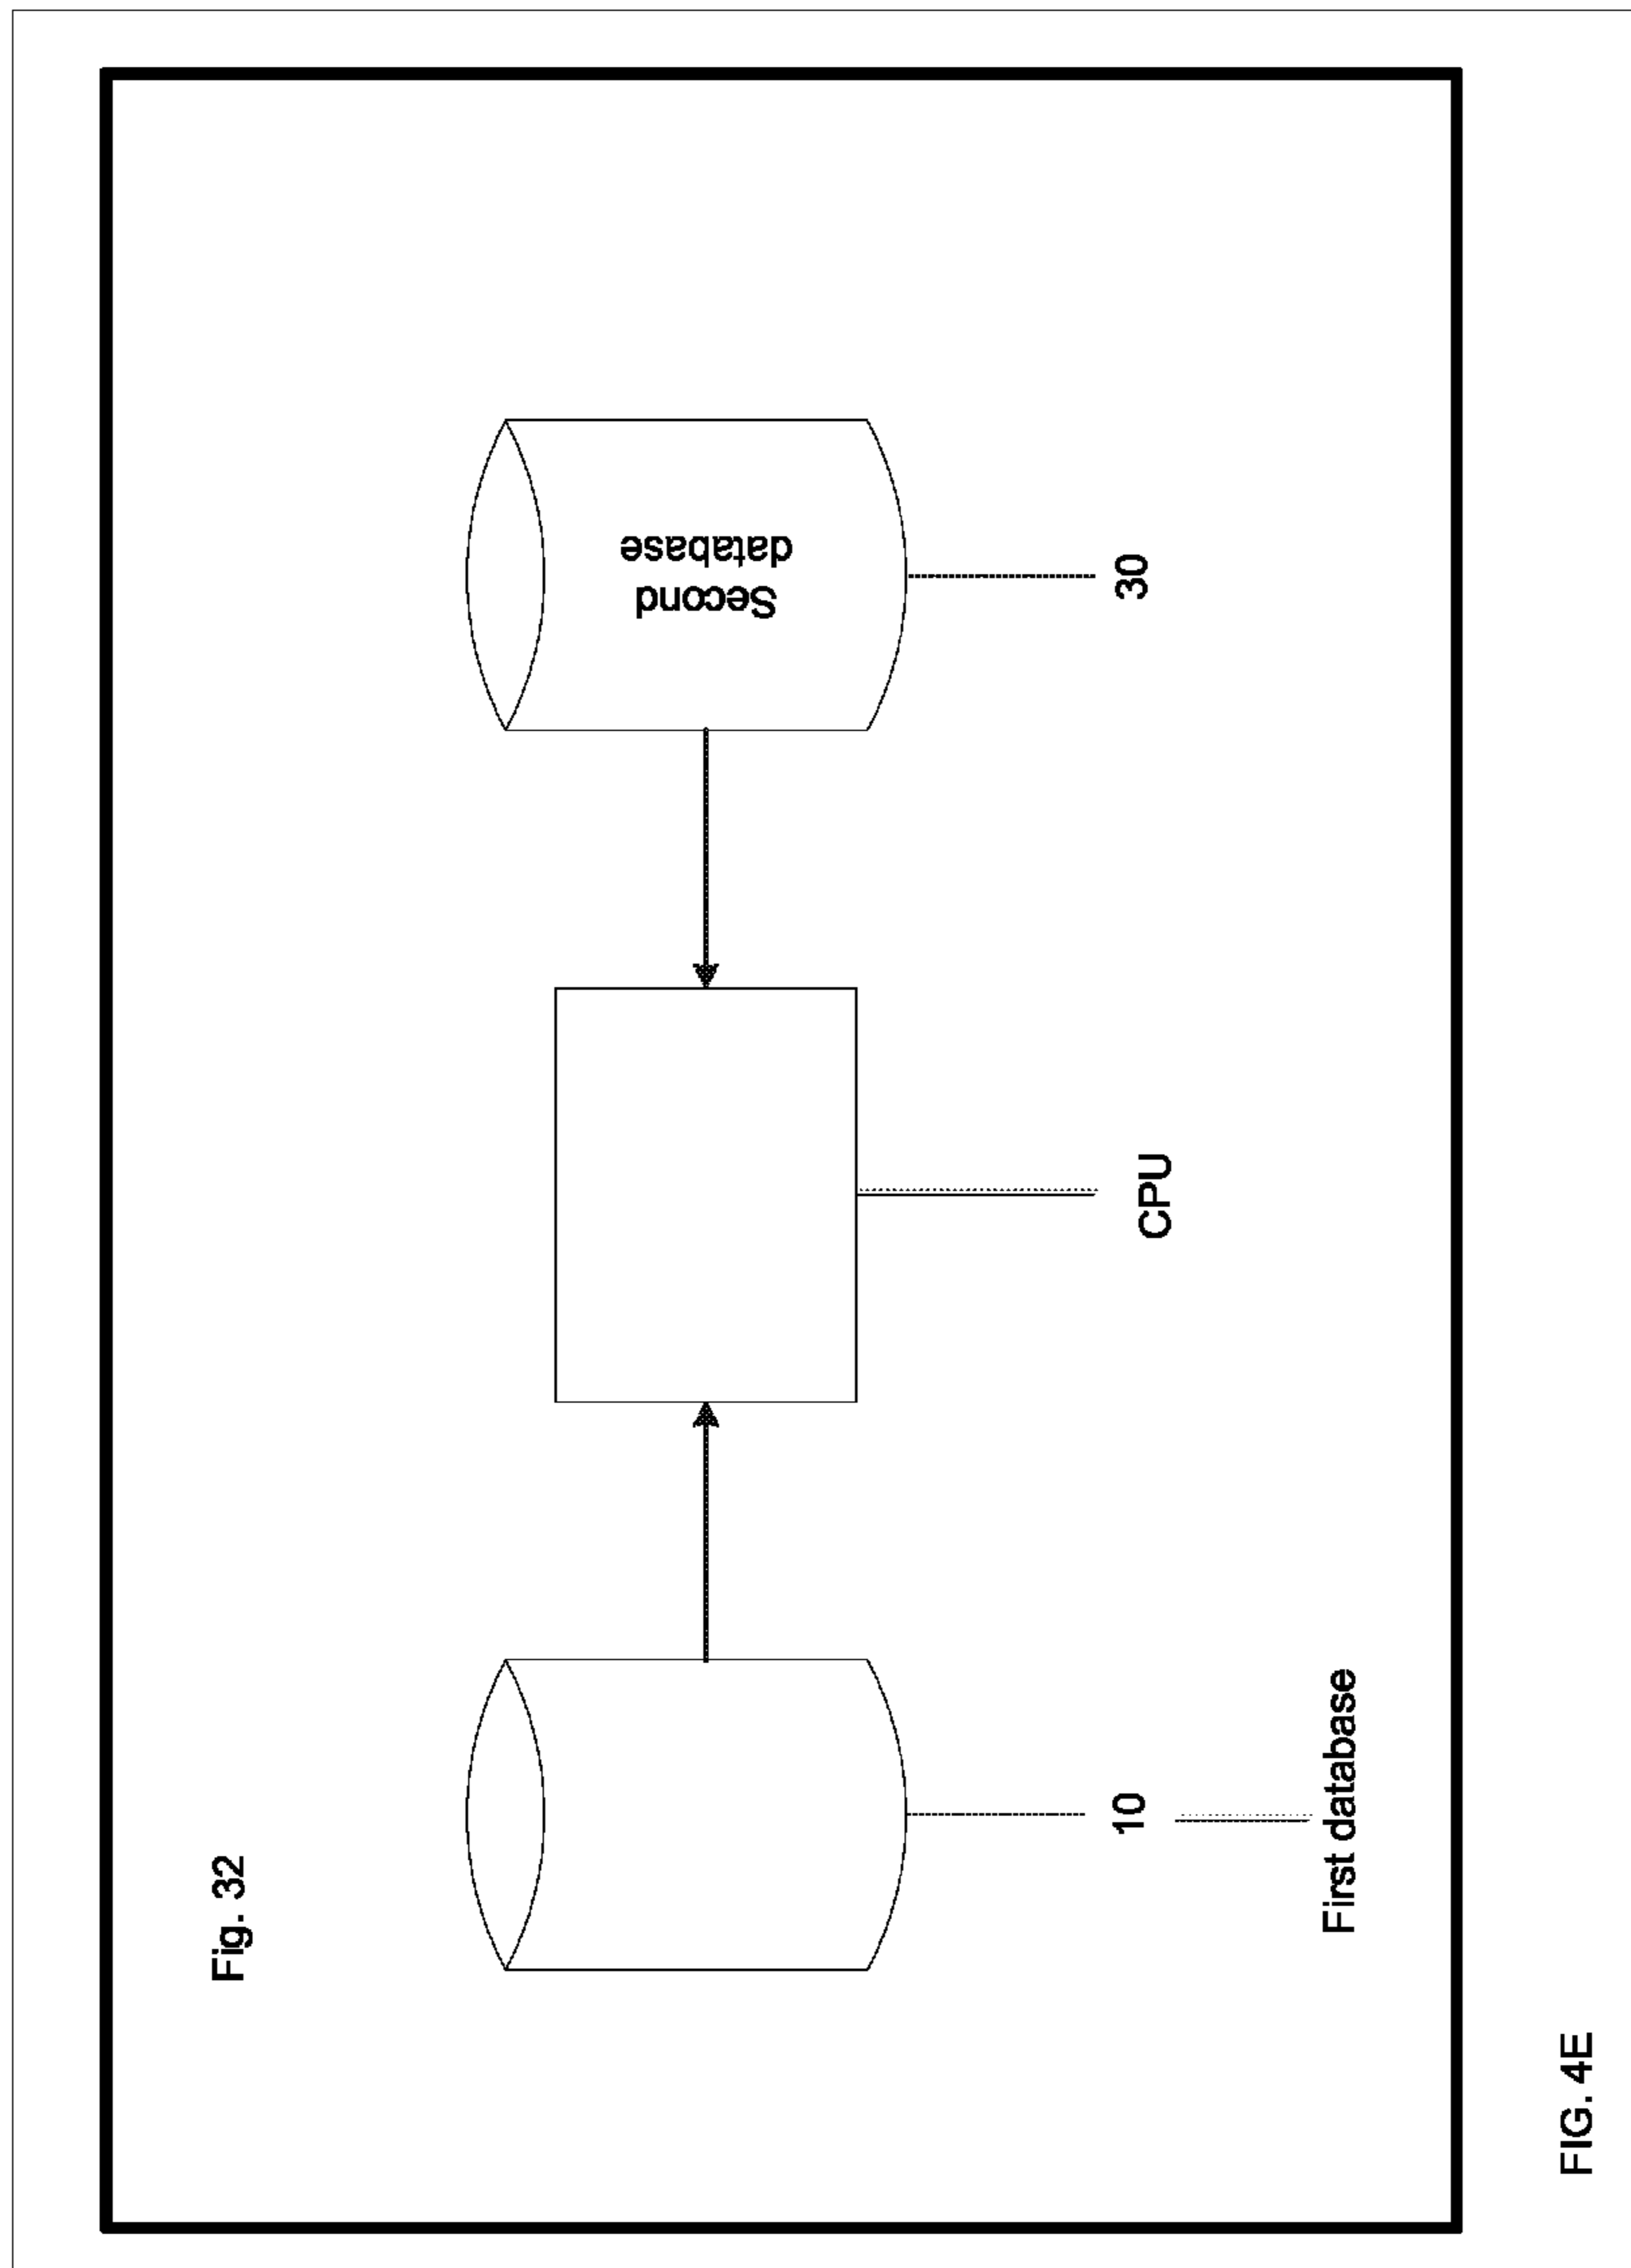 Fig. 32
Second
database
10
CPU
30
First database
FIG. 4E